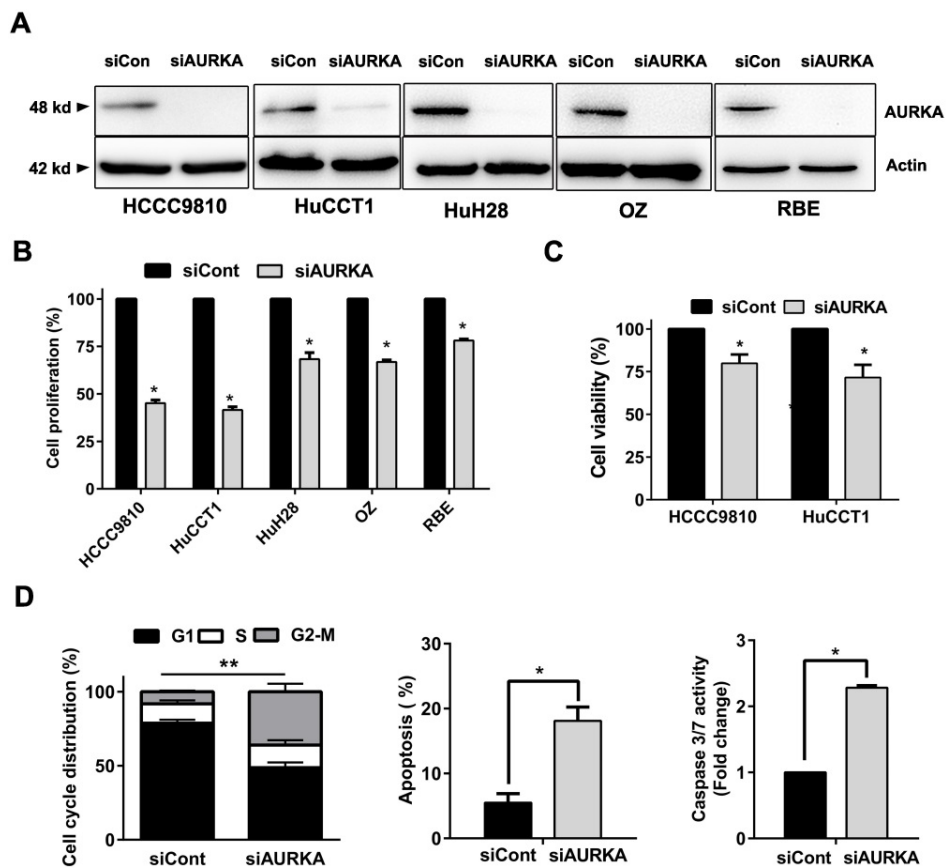 A
siCon siAURKA siCon siAURKA siCon siAURKA siCon siAURKA siCon siAURKA
48 kd
AURKA
42 kd
Actin
HCCC9810 HuCCT1 HuH28 OZ RBE
B
siCont siAURKA
Cell proliferation (%)
100
75
50
25
0
* * * * *
HCCC9810 HuCCT1 HuH28 OZ RBE
C
siCont siAURKA
Cell viability (%)
100
75
50
25
0
* *
*
HCCC9810 HuCCT1
D
G1 S G2-M
**
Cell cycle distribution (%)
100
50
0
siCont siAURKA
Apoptosis (%)
30
20
10
0
*
siCont siAURKA
Caspase 3/7 activity
(Fold change)
3
2
1
0
*
siCont siAURKA